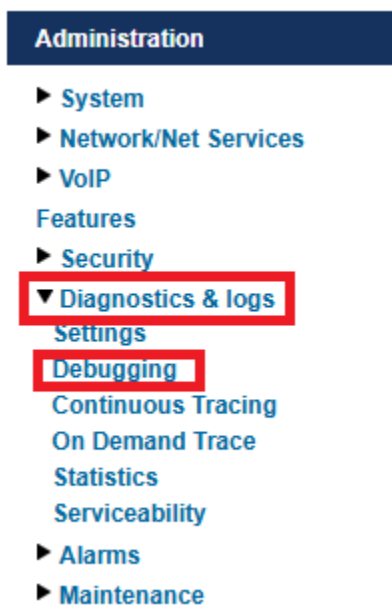 Administration
System
Network/Net Services
VoIP
Features
Security
Diagnostics & logs
Settings
Debugging
Continuous Tracing
On Demand Trace
Statistics
Serviceability
Alarms
Maintenance